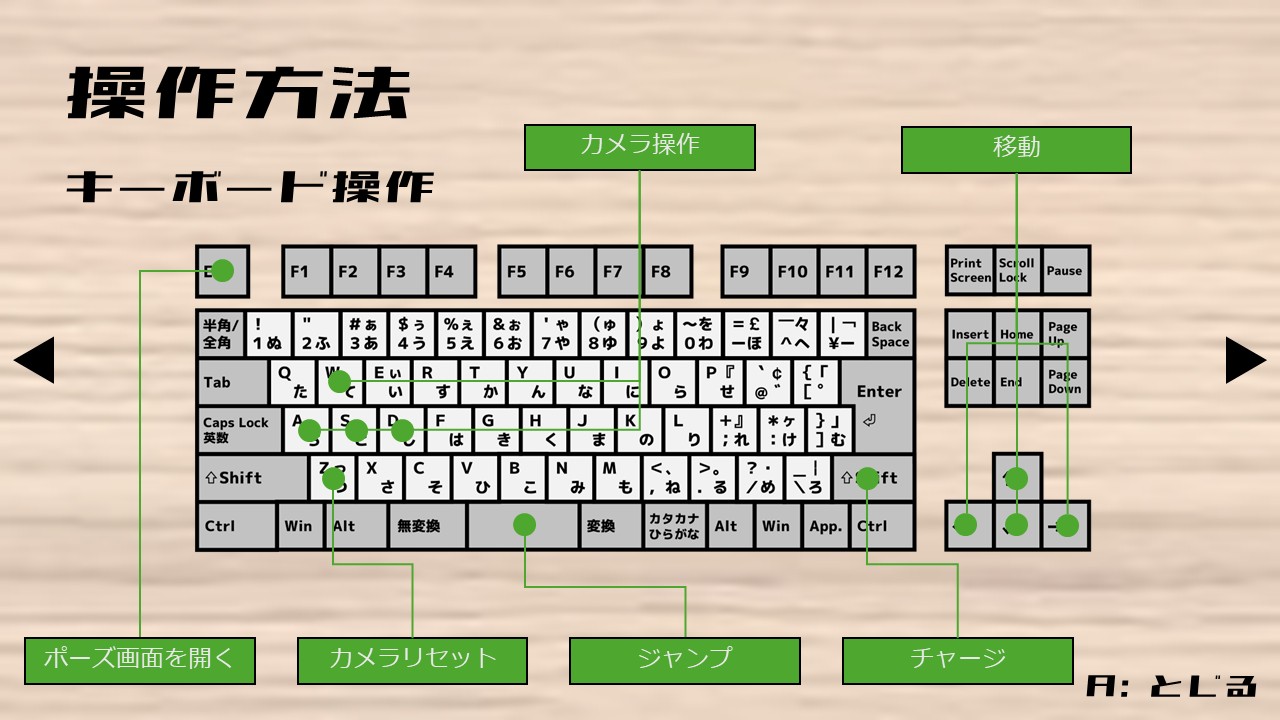 操作方法
カメラ操作
移動
キーボード操作
F1 F2 F3 F4 F5 F6 F7 F8 F9 F10 F11 F12
Print Screen Scroll Lock Pause
半角/全角 ! 1ぬ " 2ふ #ぁ 3あ $ぅ 4う %ぇ 5え &ぉ 6お 'ゃ 7や (ゅ 8ゆ )ょ 9よ ～を 0わ =£ ーほ ￣々 ^へ |¬ ¥ー Back Space
Insert Home Page Up
Tab Q た W て Eぃ い R す T か Y ん U な I に O ら P『 せ `¢ @゛ {「 [゜ Enter
Delete End Page Down
Caps Lock 英数 A S D F は G き H く J ま K の L り +』 ;れ *ヶ :け }」 ]む
⇧Shift Zっ X さ C そ V ひ B こ N み M も <、 ,ね >。 .る ?・ /め _| \ろ ⇧Shift
Ctrl Win Alt 無変換 変換 カタカナ ひらがな Alt Win App. Ctrl
ポーズ画面を開く
カメラリセット
ジャンプ
チャージ
A: とじる